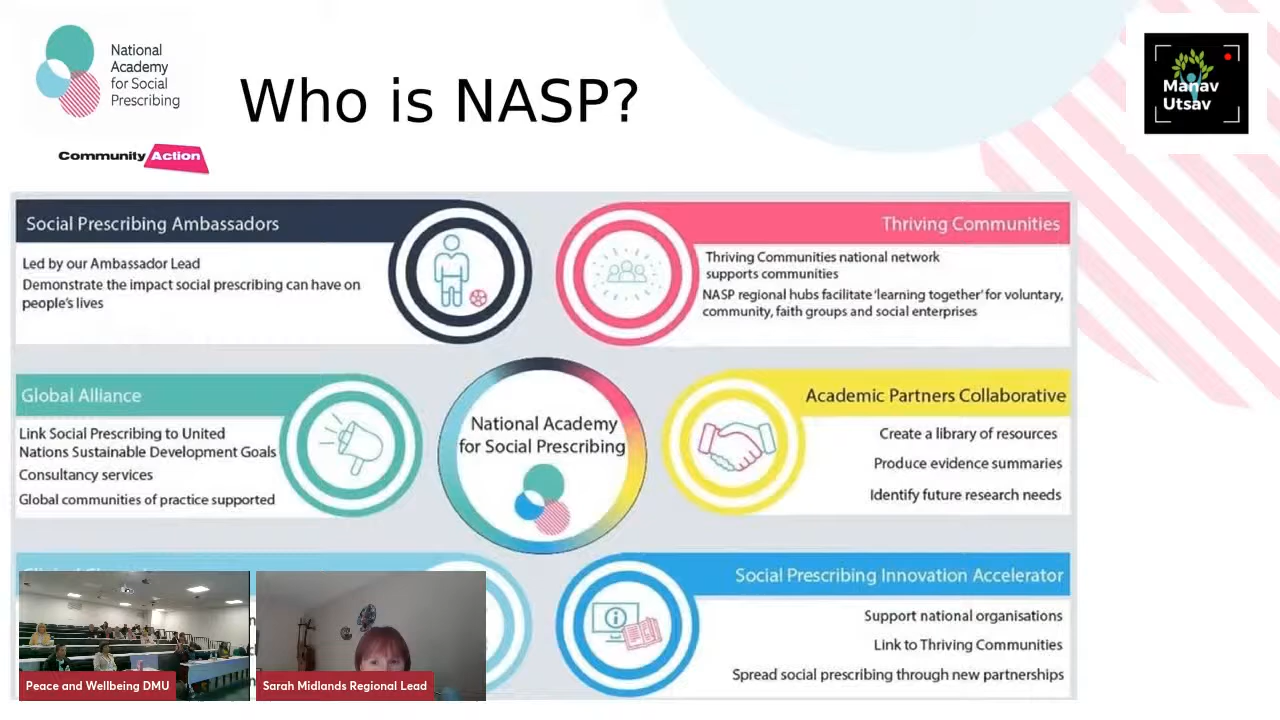 National
Academy
for Social
Prescribing
Who is NASP?
Manav
Utsav
Community Action
Social Prescribing Ambassadors
Led by our Ambassador Lead
Demonstrate the impact social prescribing can have on
people's lives
Thriving Communities
Thriving Communities national network
supports communities
NASP regional hubs facilitate 'learning together' for voluntary,
community, faith groups and social enterprises
Global Alliance
Link Social Prescribing to United
Nations Sustainable Development Goals
Consultancy services
Global communities of practice supported
National Academy
for Social Prescribing
Academic Partners Collaborative
Create a library of resources
Produce evidence summaries
Identify future research needs
Social Prescribing Innovation Accelerator
Support national organisations
Link to Thriving Communities
Spread social prescribing through new partnerships
Peace and Wellbeing DMU
Sarah Midlands Regional Lead